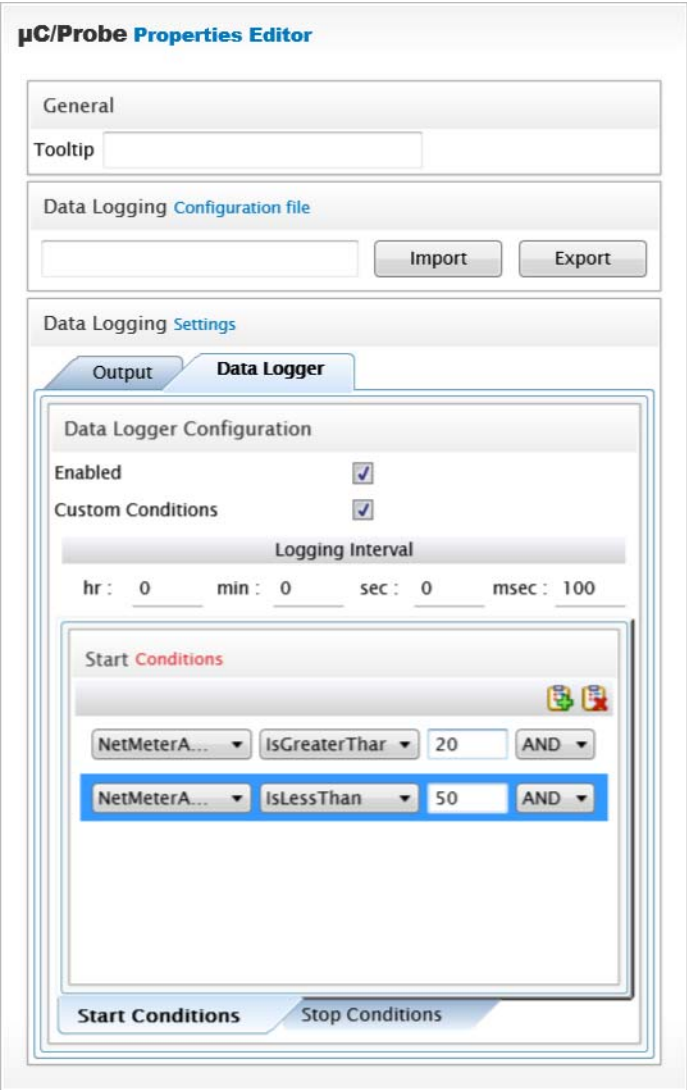 µC/Probe Properties Editor
General
Tooltip
Data Logging Configuration file
Import Export
Data Logging Settings
Output Data Logger
Data Logger Configuration
Enabled
Custom Conditions
Logging Interval
hr : 0 min : 0 sec : 0 msec : 100
Start Conditions
NetMeterA... IsGreaterThar 20 AND
NetMeterA... IsLessThan 50 AND
Start Conditions Stop Conditions